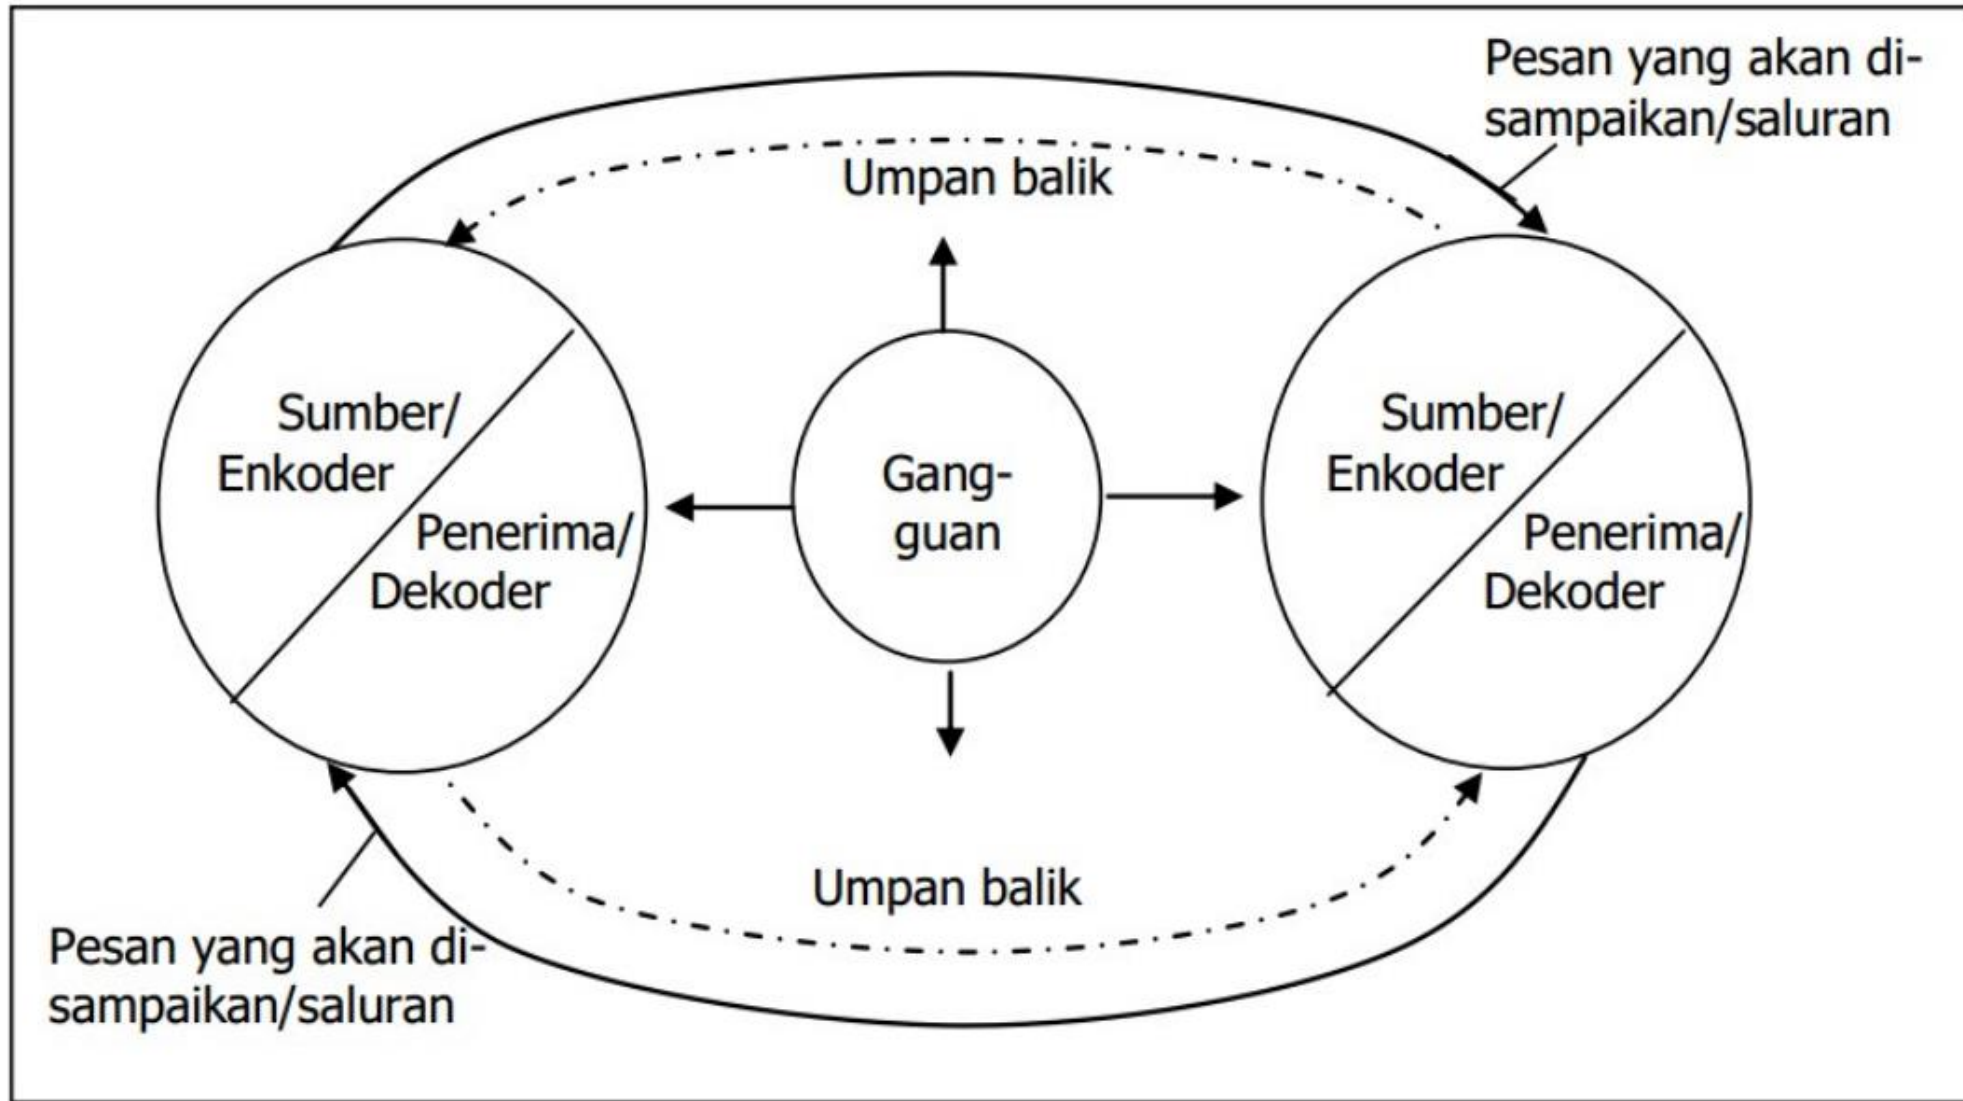 Pesan yang akan di-
sampaikan/saluran
Umpan balik
Sumber/
Enkoder
Penerima/
Dekoder
Gang-
guan
Sumber/
Enkoder
Penerima/
Dekoder
Umpan balik
Pesan yang akan di-
sampaikan/saluran